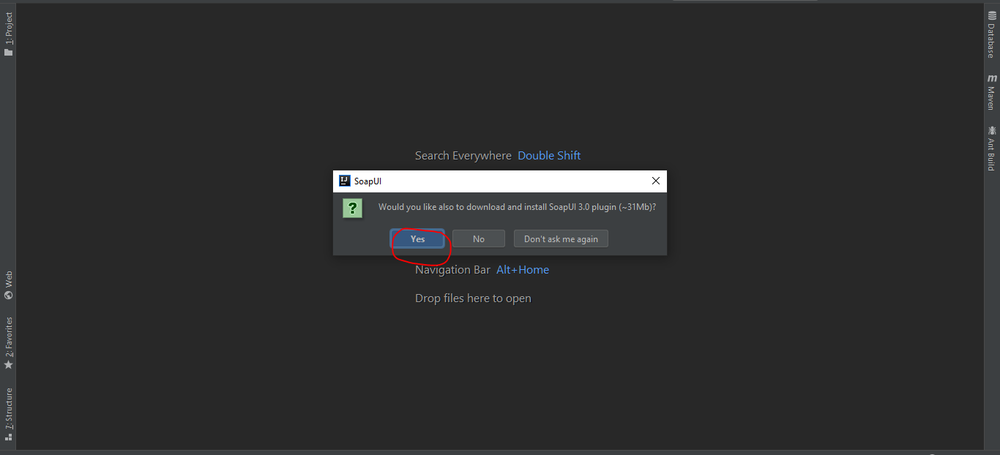 1: Project
Database
Maven
Ant Build
Search Everywhere Double Shift
SoapUI
Would you like also to download and install SoapUI 3.0 plugin (~31Mb)?
Yes
No
Don't ask me again
Navigation Bar Alt+Home
Drop files here to open
Web
2: Favorites
7: Structure